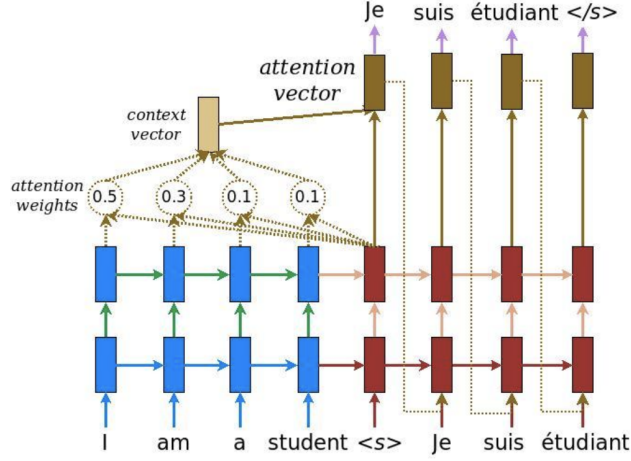 Je suis étudiant </s>
attention vector
context vector
attention weights
0.5 0.3 0.1 0.1
I am a student <s> Je suis étudiant